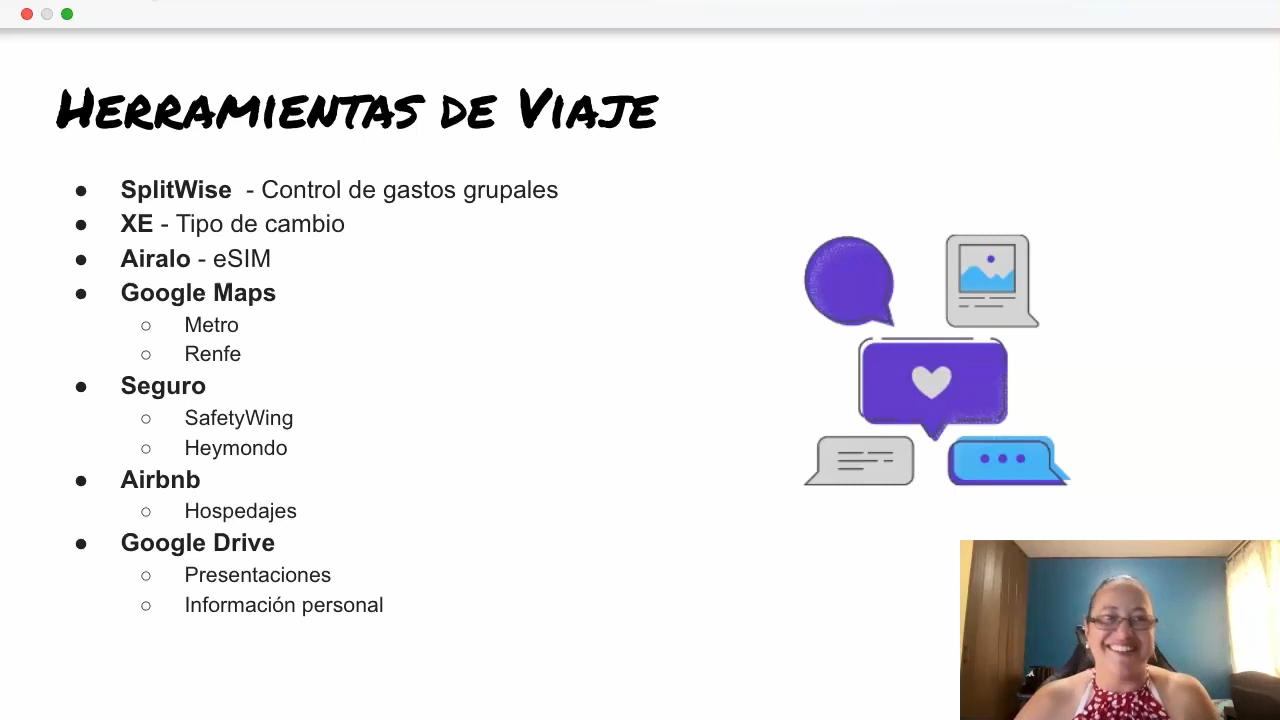 Herramientas de Viaje
● SplitWise - Control de gastos grupales
● XE - Tipo de cambio
● Airalo - eSIM
● Google Maps
○ Metro
○ Renfe
● Seguro
○ SafetyWing
○ Heymondo
● Airbnb
○ Hospedajes
● Google Drive
○ Presentaciones
○ Información personal